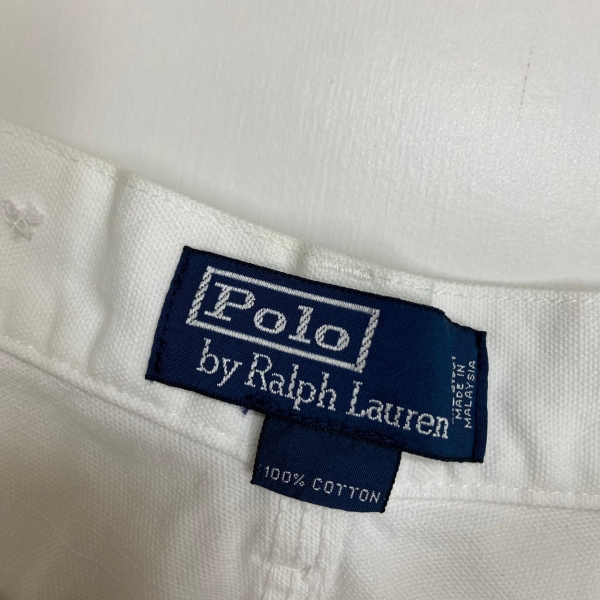 Polo
by Ralph Lauren
MADE IN
MALAYSIA
100% COTTON